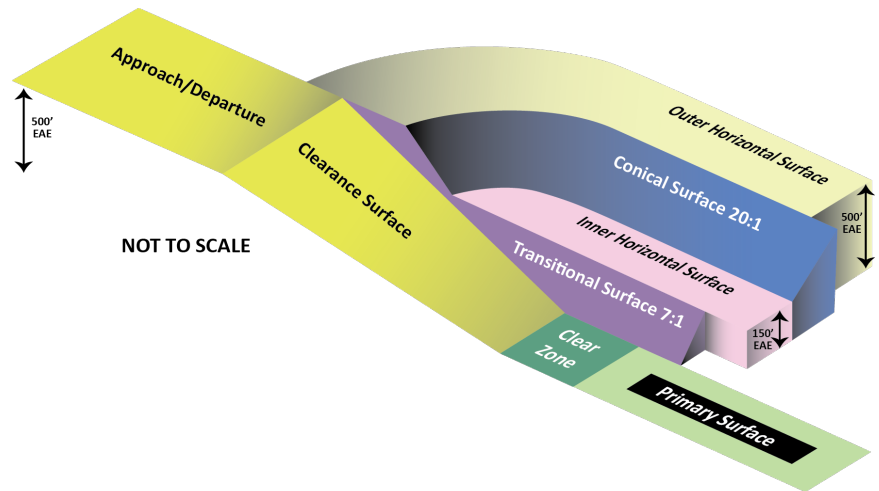 Approach/Departure
500'
EAE
Clearance Surface
NOT TO SCALE
Outer Horizontal Surface
Conical Surface 20:1
500'
EAE
Inner Horizontal Surface
Transitional Surface 7:1
150'
EAE
Clear
Zone
Primary Surface